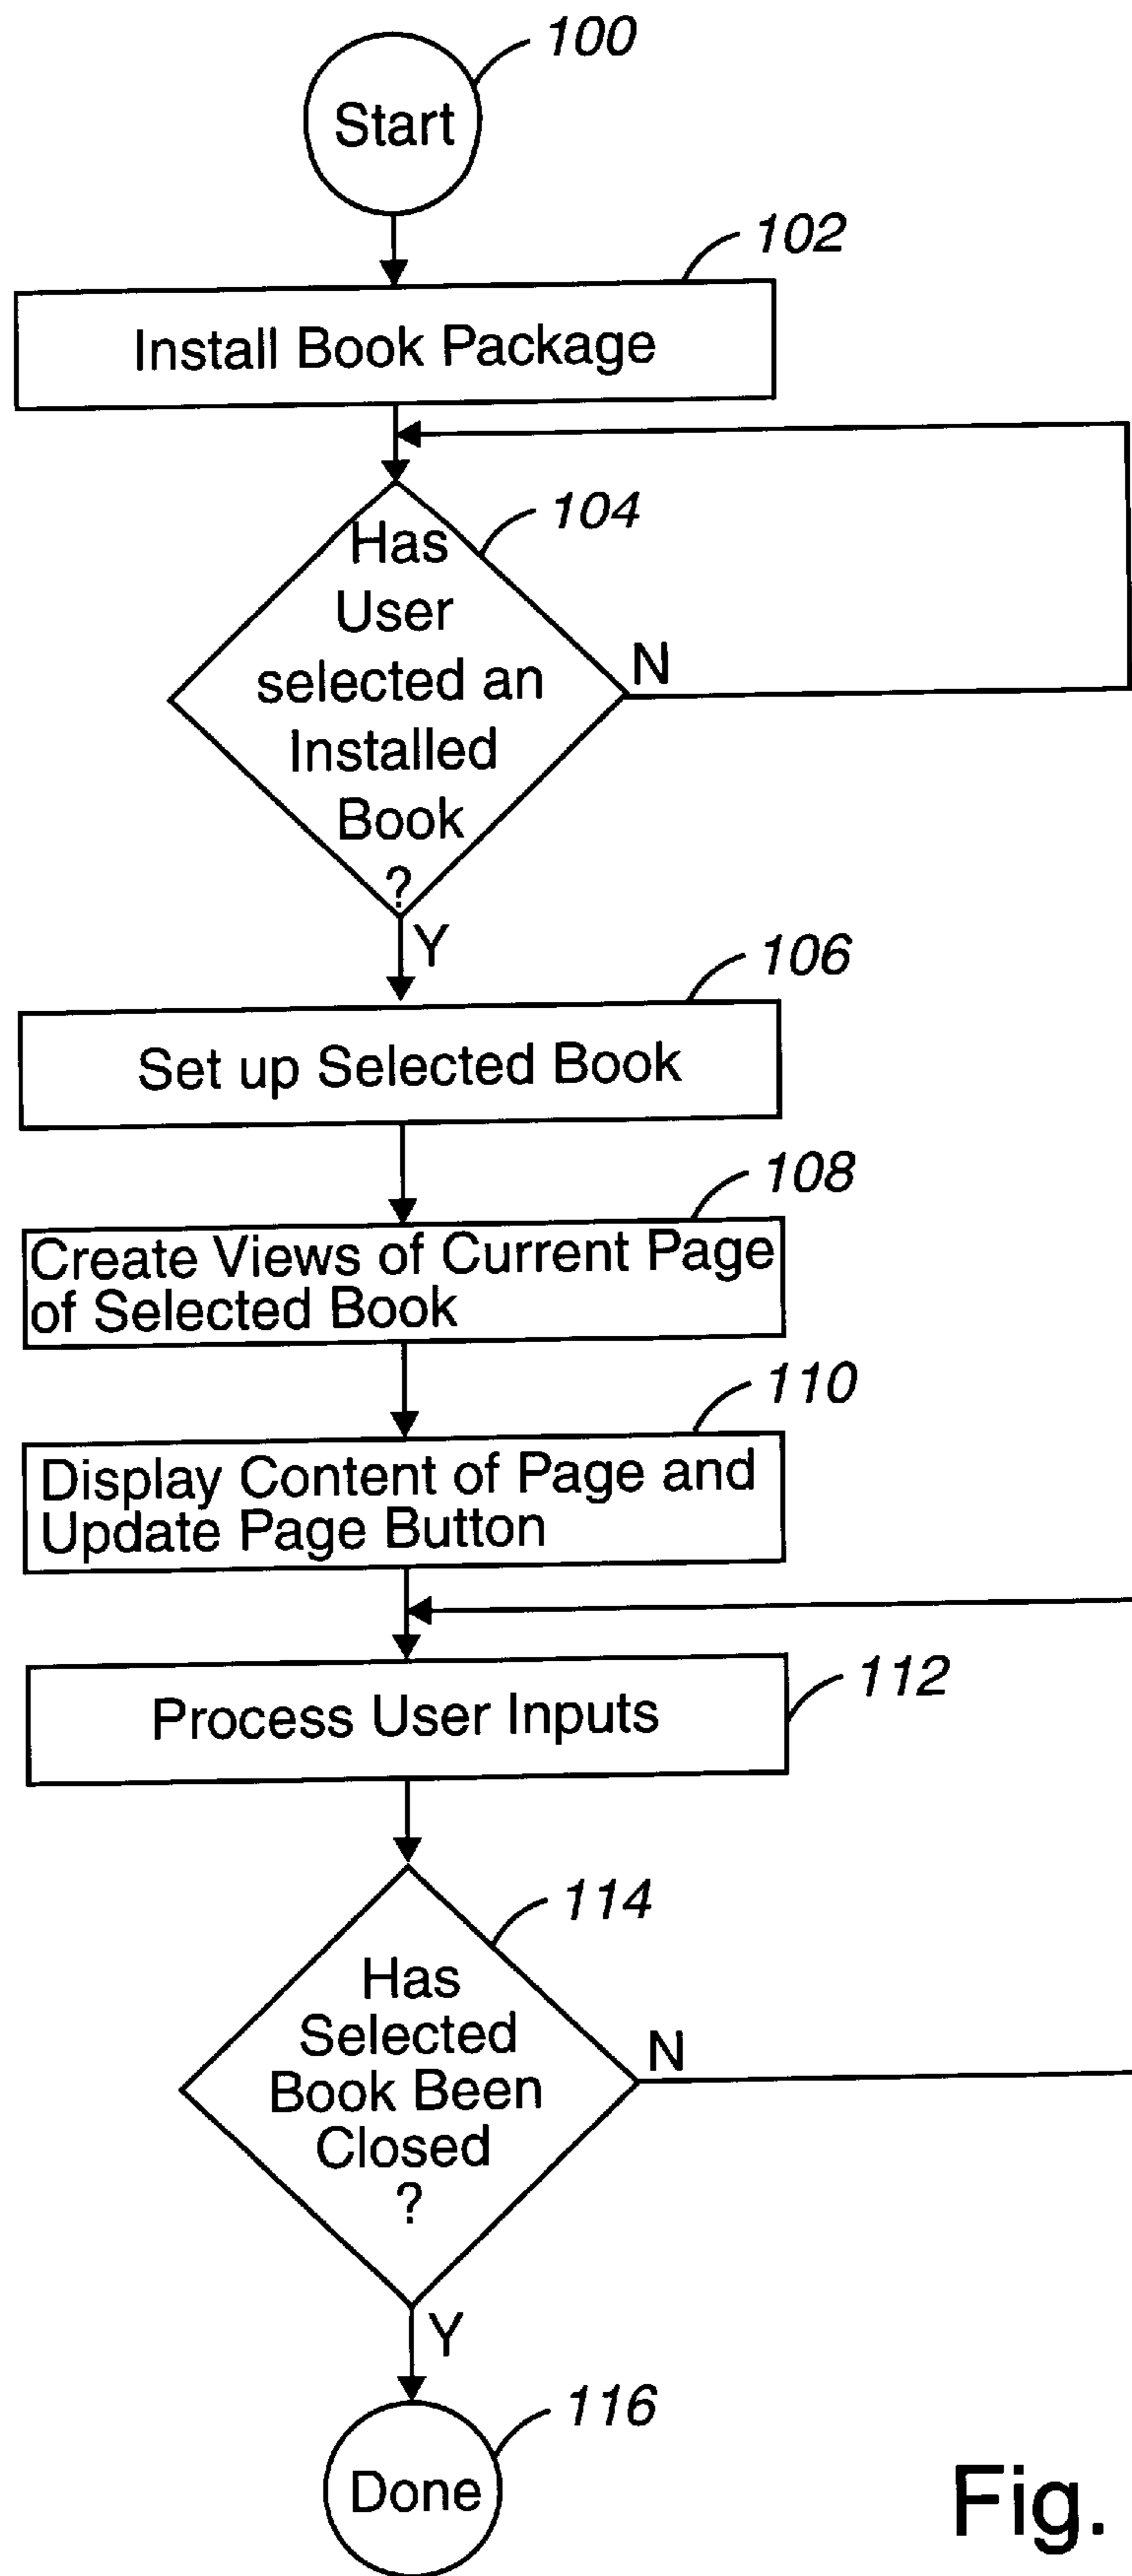 100
Start
102
Install Book Package
104
Has
User
selected an
Installed
Book
?
N
Y
106
Set up Selected Book
108
Create Views of Current Page
of Selected Book
110
Display Content of Page and
Update Page Button
112
Process User Inputs
114
Has
Selected
Book Been
Closed
?
N
Y
116
Done
Fig.